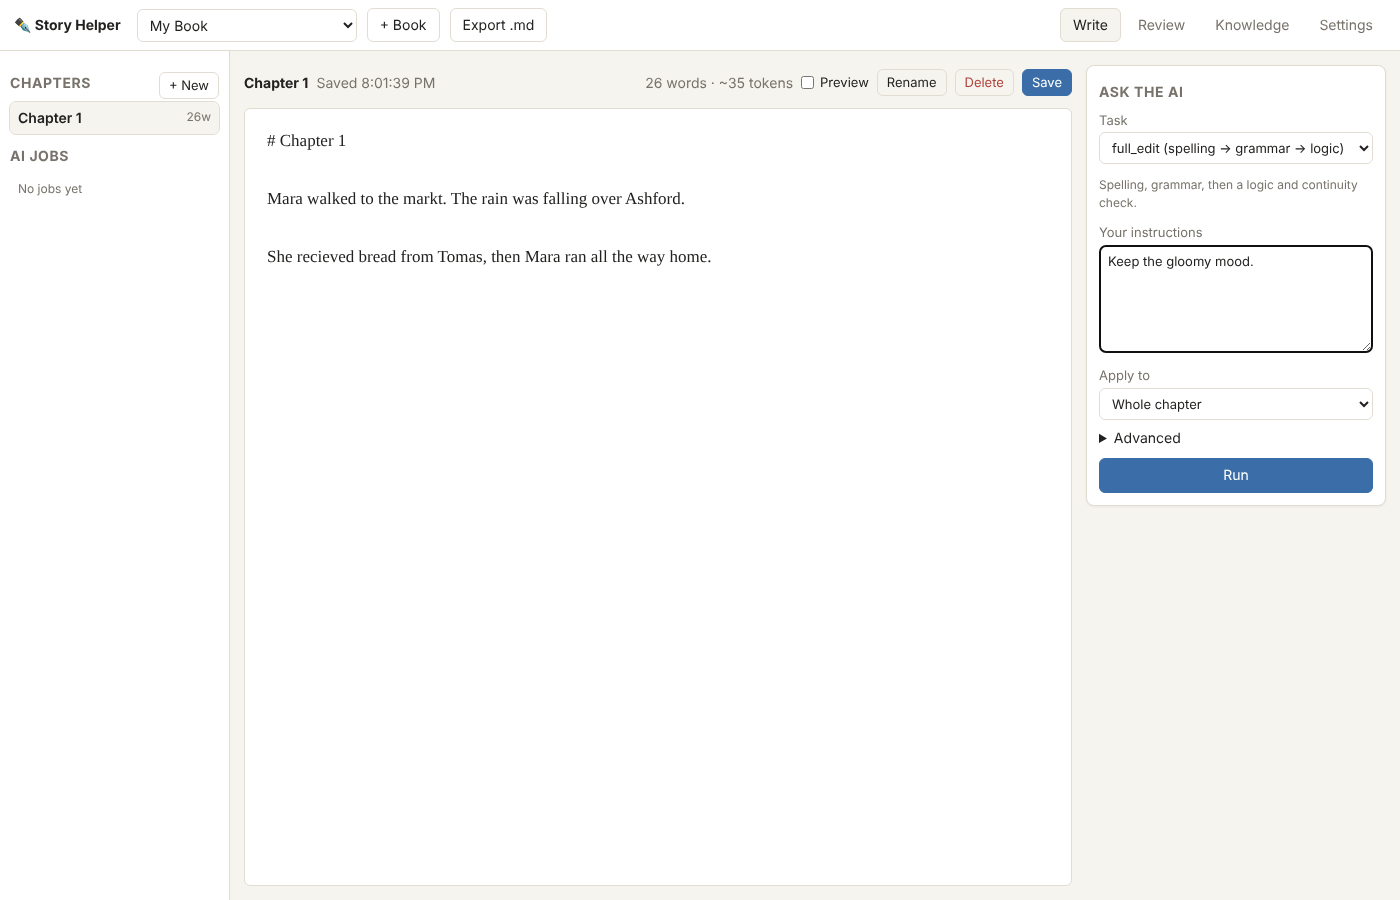 Story Helper
My Book
+ Book
Export .md
Write
Review
Knowledge
Settings
CHAPTERS
+ New
Chapter 1
26w
AI JOBS
No jobs yet
Chapter 1
Saved 8:01:39 PM
26 words · ~35 tokens
Preview
Rename
Delete
Save
# Chapter 1
Mara walked to the markt. The rain was falling over Ashford.
She recieved bread from Tomas, then Mara ran all the way home.
ASK THE AI
Task
full_edit (spelling → grammar → logic)
Spelling, grammar, then a logic and continuity
check.
Your instructions
Keep the gloomy mood.
Apply to
Whole chapter
Advanced
Run